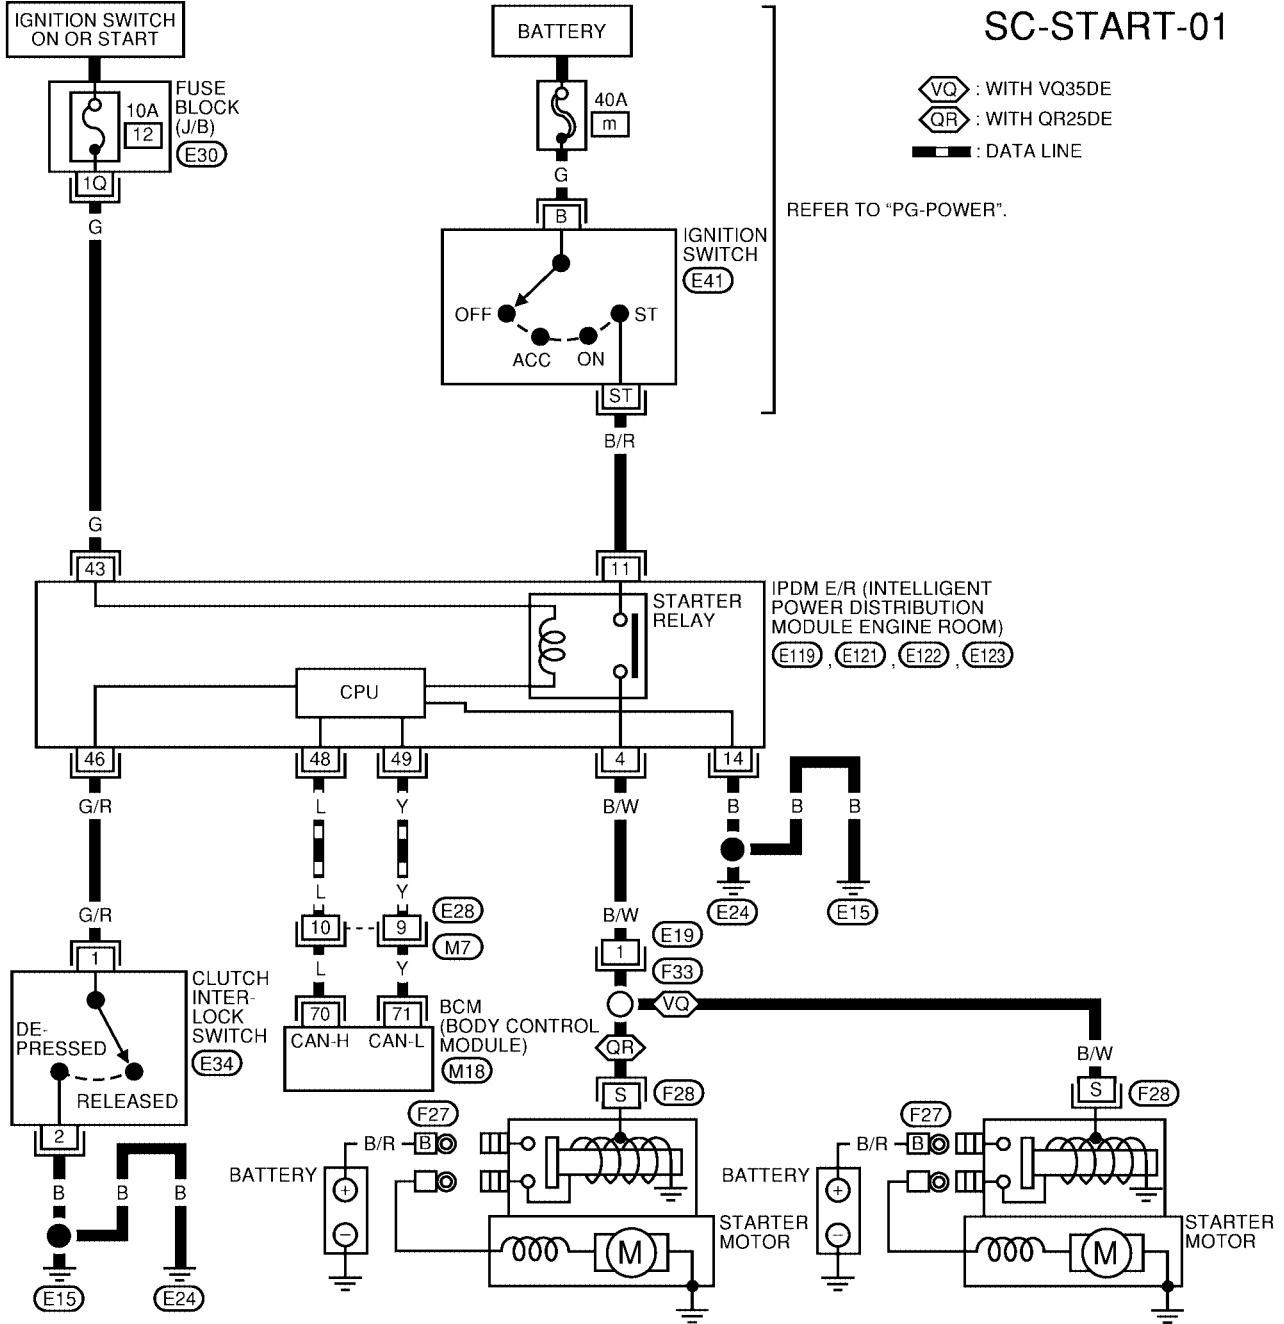 SC-START-01
IGNITION SWITCH
ON OR START
BATTERY
VQ : WITH VQ35DE
QR : WITH QR25DE
: DATA LINE
FUSE
BLOCK
(J/B)
E30
10A
12
1Q
G
40A
m
G
B
REFER TO “PG-POWER”.
IGNITION
SWITCH
E41
OFF
ACC
ON
ST
ST
B/R
G
43
11
STARTER
RELAY
IPDM E/R (INTELLIGENT
POWER DISTRIBUTION
MODULE ENGINE ROOM)
E119 , E121 , E122 , E123
CPU
46
48
49
4
14
G/R
L
Y
B/W
B
B
B
L
Y
G/R
B/W
E24
E15
10
9
E28
M7
1
E19
F33
L
Y
1
CLUTCH
INTER-
LOCK
SWITCH
E34
DE-
PRESSED
RELEASED
70
71
CAN-H
CAN-L
BCM
(BODY CONTROL
MODULE)
M18
VQ
QR
B/W
S
F28
S
F28
2
B
B
B
E15
E24
F27
B/R
B
BATTERY
+
−
M
STARTER
MOTOR
F27
B/R
B
BATTERY
+
−
M
STARTER
MOTOR